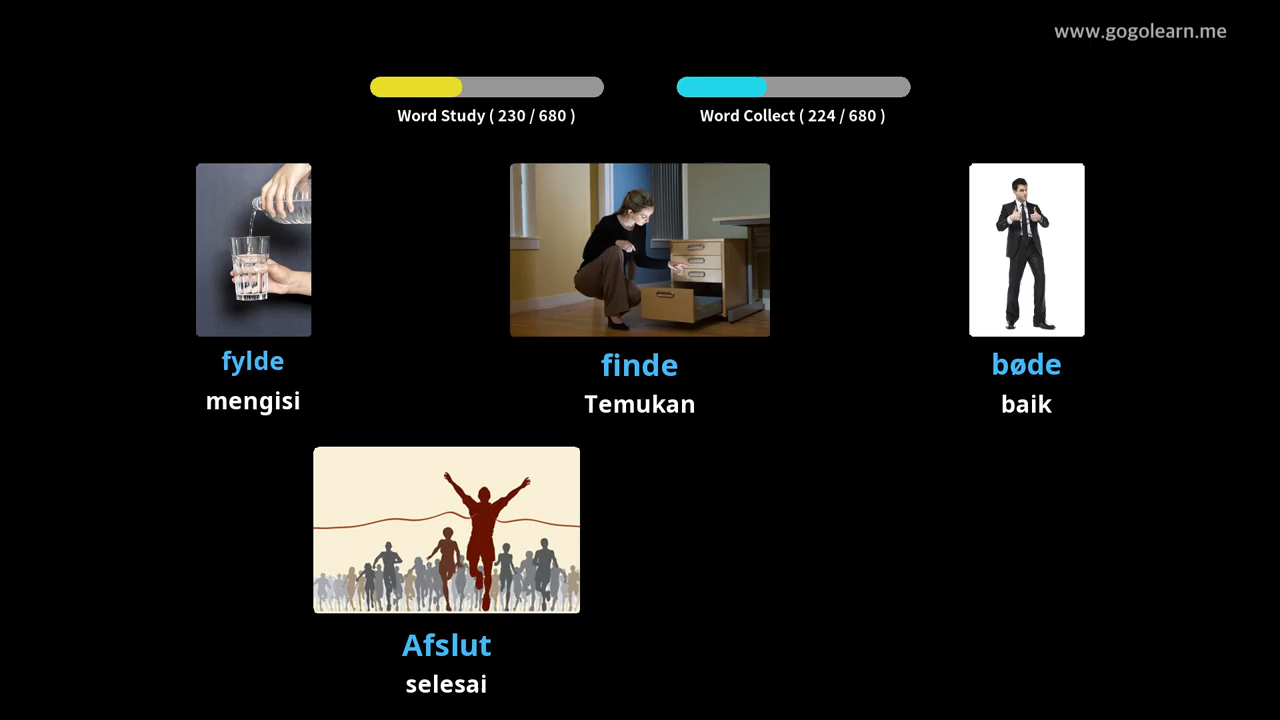 www.gogolearn.me
Word Study ( 230 / 680 )
Word Collect ( 224 / 680 )
fylde
mengisi
finde
Temukan
bøde
baik
Afslut
selesai